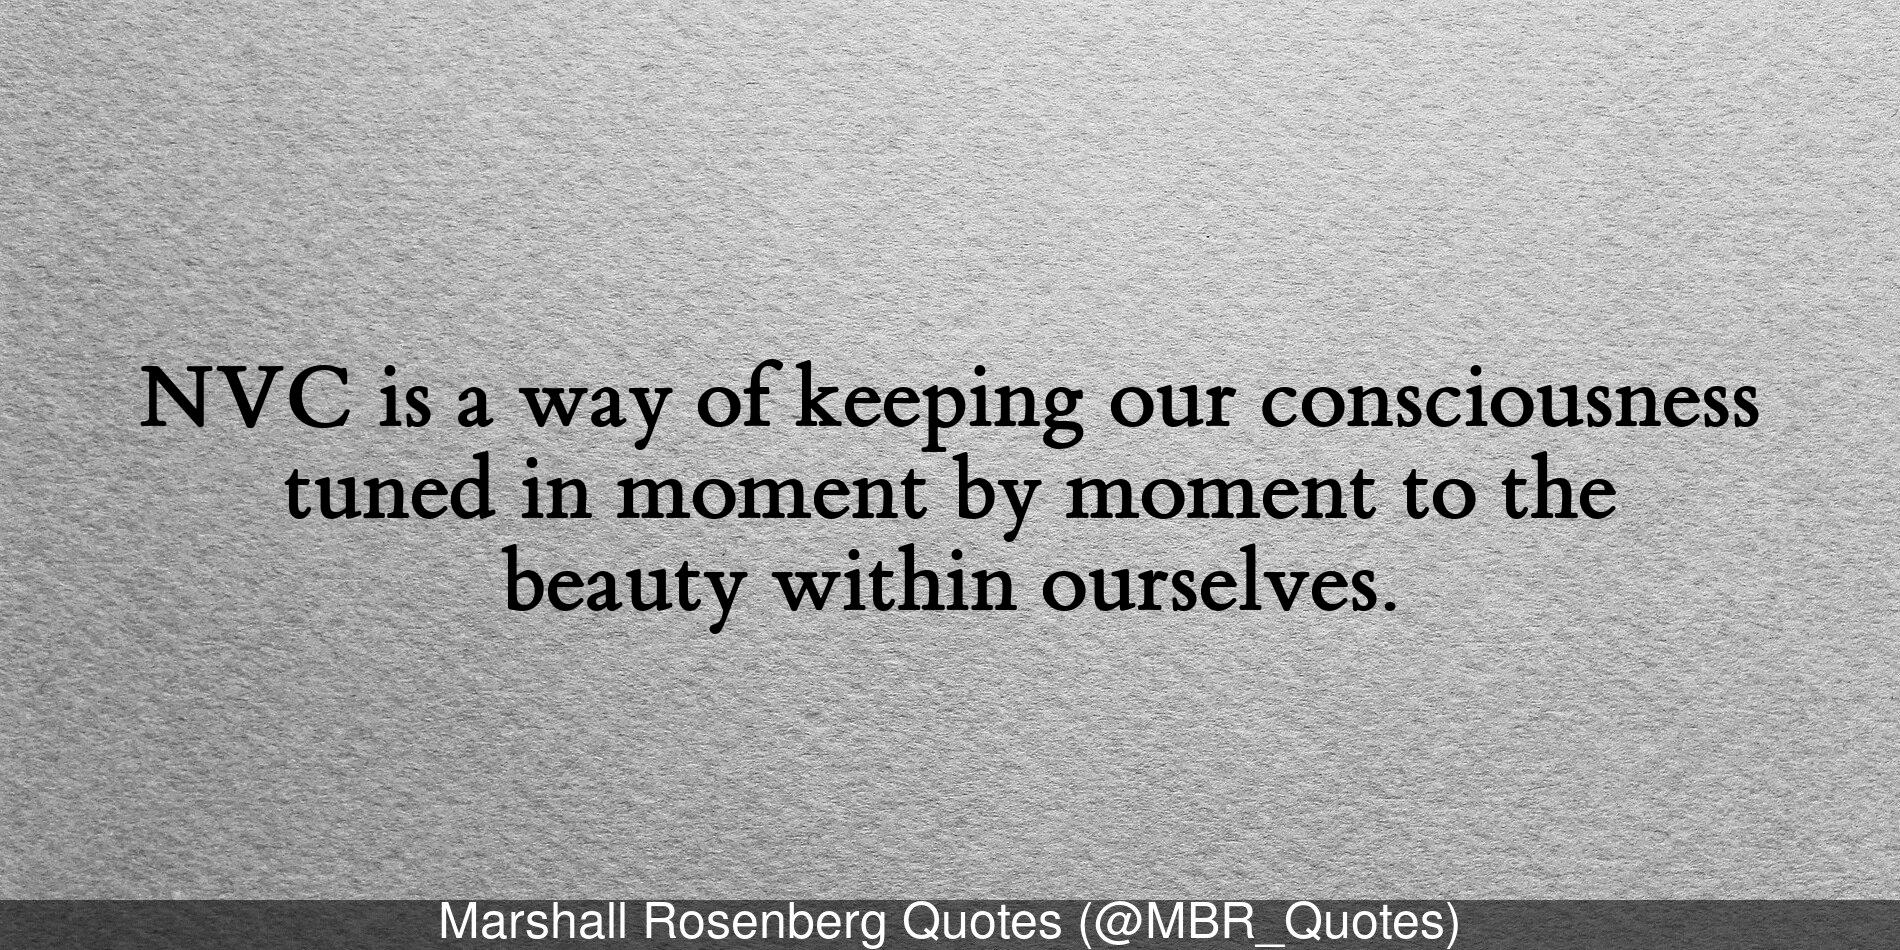 NVC is a way of keeping our consciousness
tuned in moment by moment to the
beauty within ourselves.
Marshall Rosenberg Quotes (@MBR_Quotes)